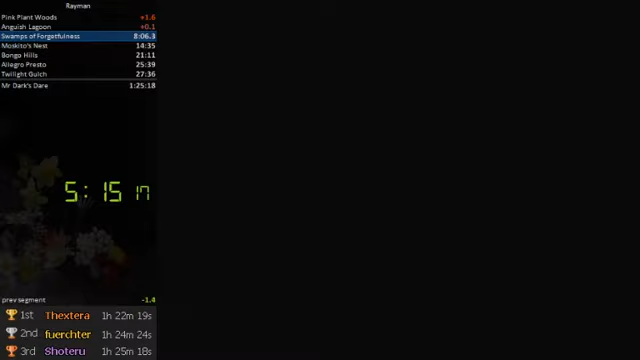 Rayman
Pink Plant Woods +1.6
Anguish Lagoon +0.1
Swamps of Forgetfulness 8:06.3
Moskito's Nest 14:35
Bongo Hills 21:11
Allegro Presto 25:39
Twilight Gulch 27:36
Mr Dark's Dare 1:25:18
5:15 17
prev segment -1.4
1st Thextera 1h 22m 19s
2nd fuerchter 1h 24m 24s
3rd Shoteru 1h 25m 18s